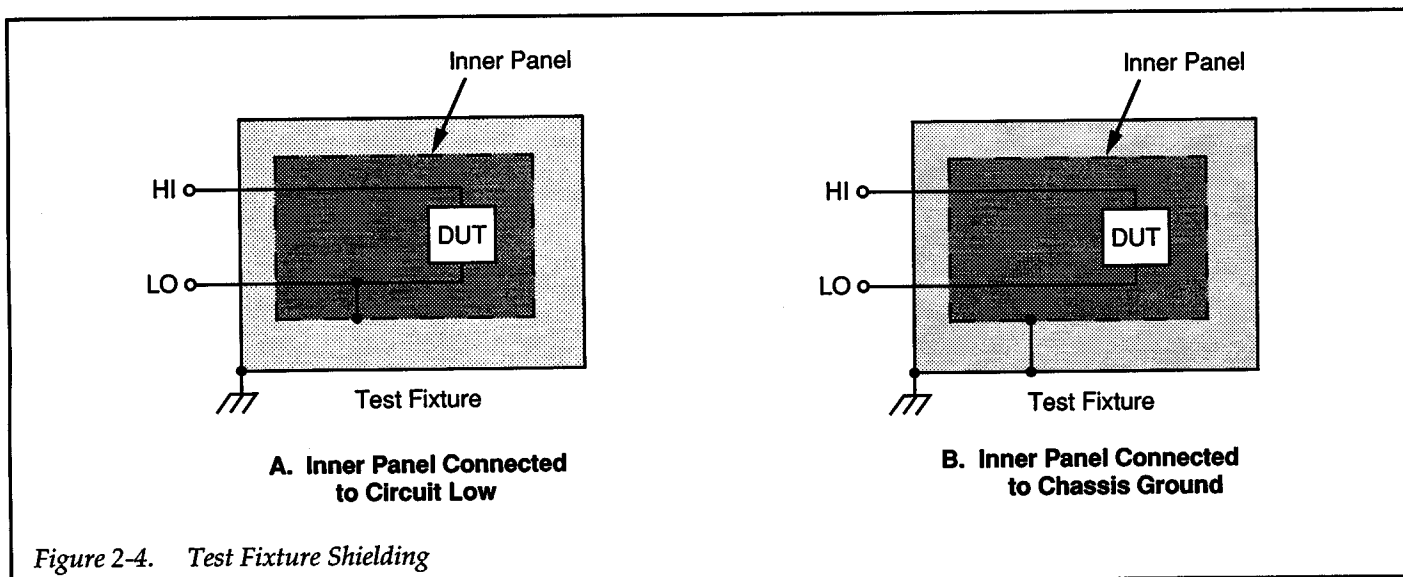 Inner Panel
HI
DUT
LO
Test Fixture
A. Inner Panel Connected
to Circuit Low
Inner Panel
HI
DUT
LO
Test Fixture
B. Inner Panel Connected
to Chassis Ground
Figure 2-4. Test Fixture Shielding